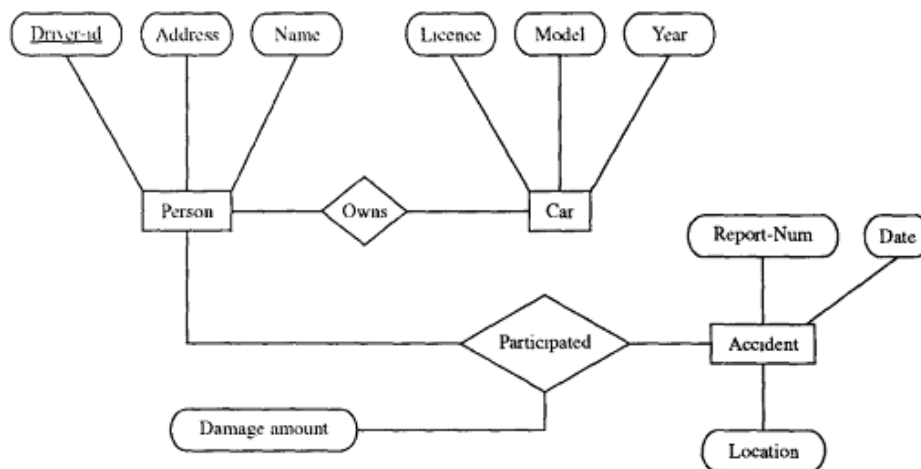 Driver-id Address Name Licence Model Year
Person Owns Car
Report-Num Date
Participated Accident
Damage amount
Location